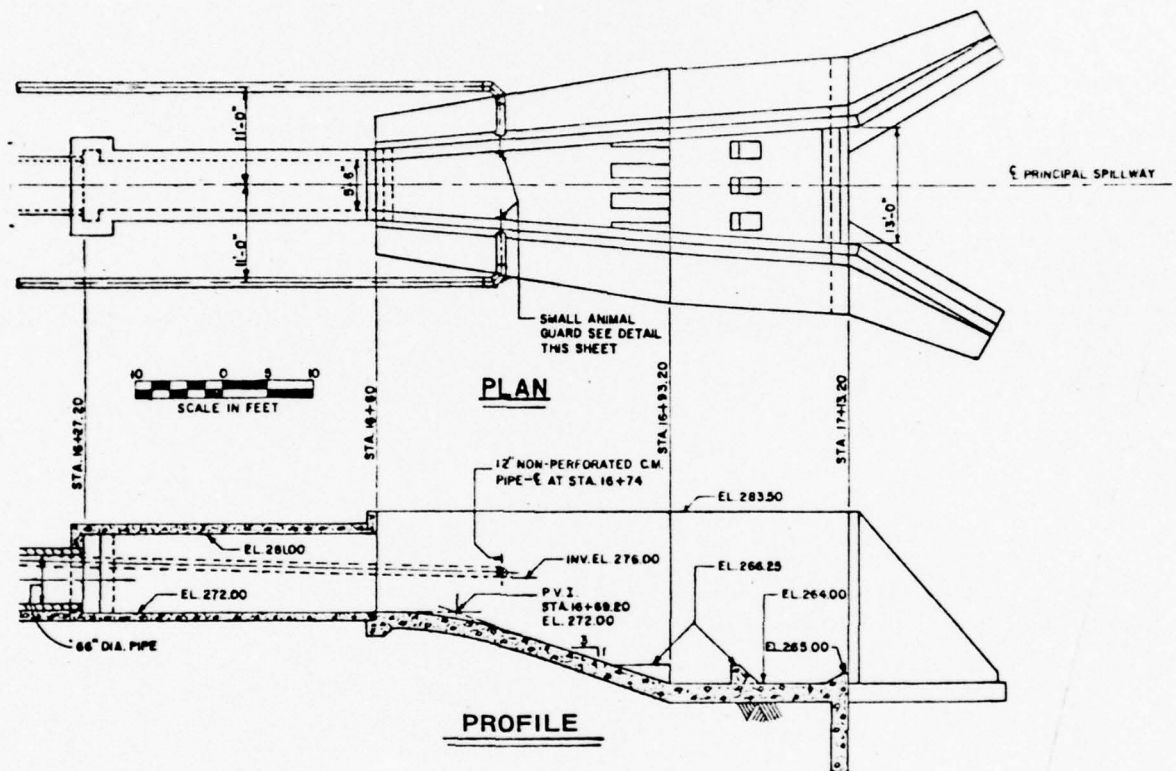 11'-0"
5'-6"
11'-0"
13'-0"
℄ PRINCIPAL SPILLWAY
SMALL ANIMAL
GUARD SEE DETAIL
THIS SHEET
10 0 5 10
SCALE IN FEET
PLAN
STA. 16+27.20
STA. 16+60
STA. 16+93.20
STA. 17+13.20
12" NON-PERFORATED C.M.
PIPE-℄ AT STA. 16+74
EL. 283.50
EL. 281.00
INV. EL. 276.00
EL. 266.25
EL. 272.00
P.V.I.
STA. 16+69.20
EL. 272.00
EL. 264.00
3
1
EL. 265.00
66" DIA. PIPE
PROFILE